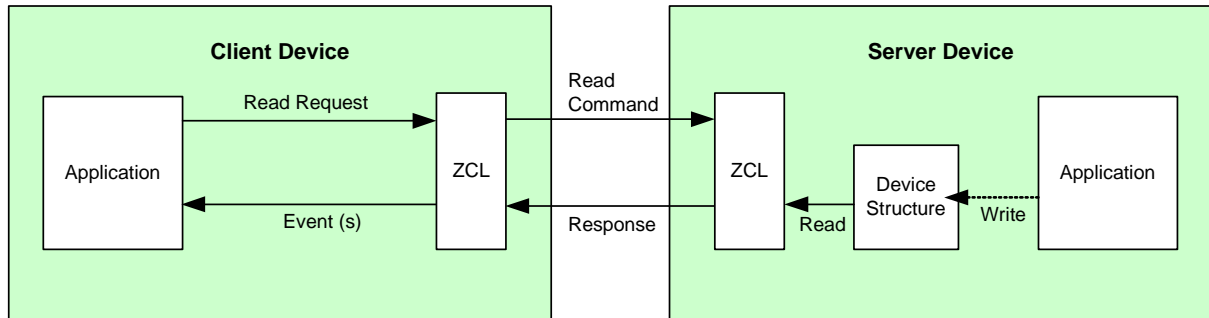 Client Device
Server Device
Read Request
Read
Command
Application
ZCL
ZCL
Device
Structure
Application
Event (s)
Response
Read
Write